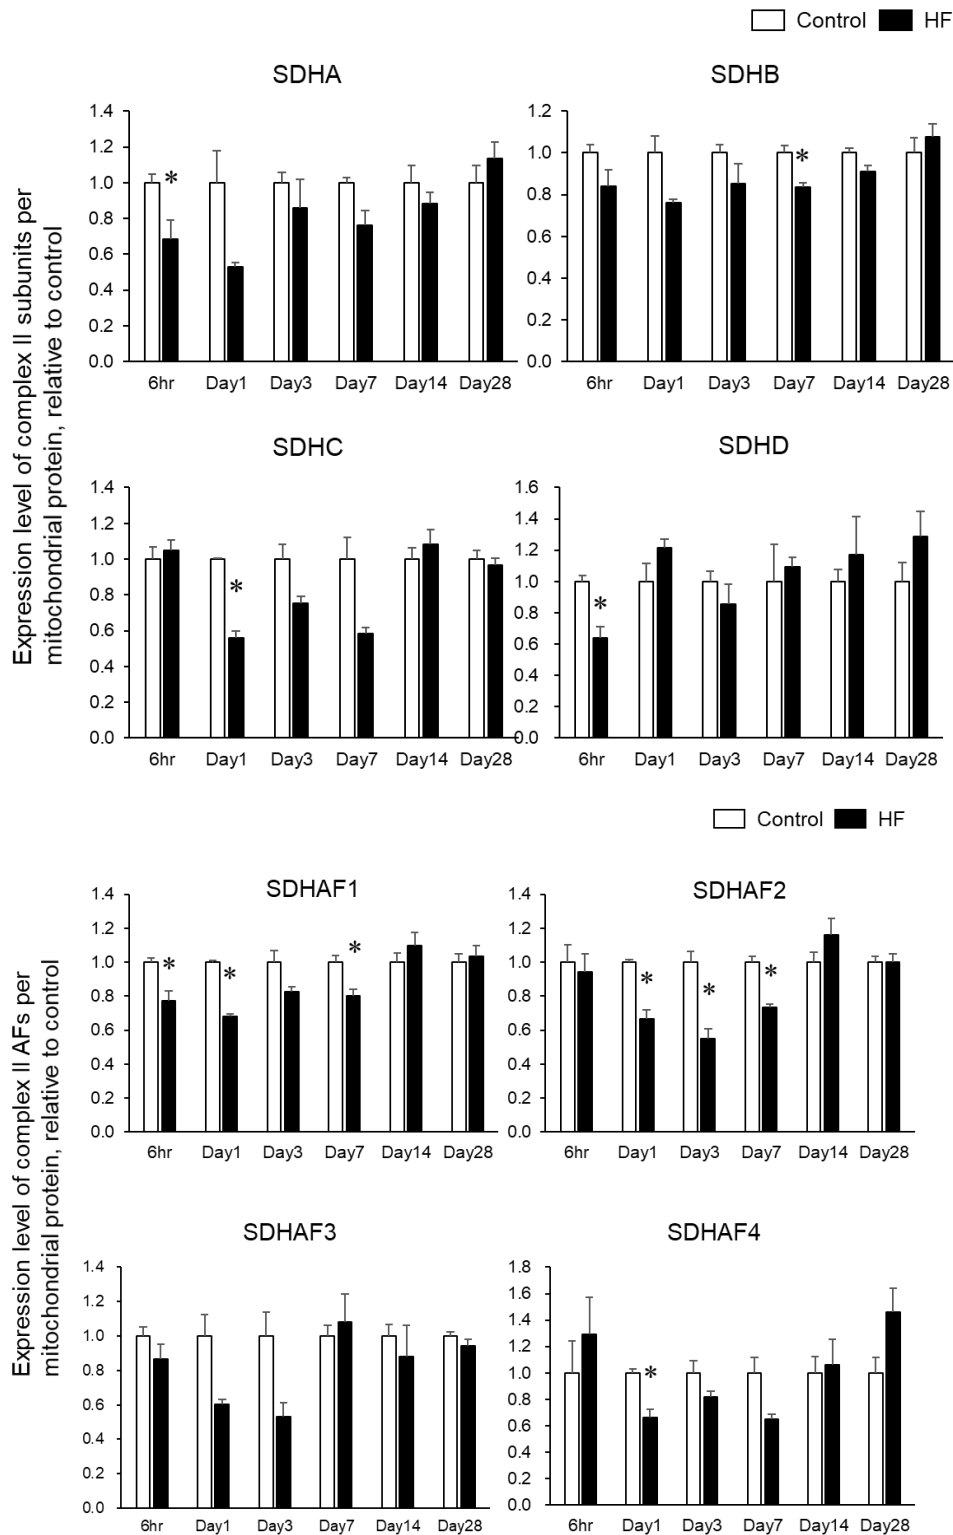 Control HF
SDHA
SDHB
Expression level of complex II subunits per
mitochondrial protein, relative to control
1.4
1.2
1.0
0.8
0.6
0.4
0.2
0.0
6hr Day1 Day3 Day7 Day14 Day28
*
1.2
1.0
0.8
0.6
0.4
0.2
0.0
6hr Day1 Day3 Day7 Day14 Day28
*
SDHC
SDHD
1.4
1.2
1.0
0.8
0.6
0.4
0.2
0.0
6hr Day1 Day3 Day7 Day14 Day28
*
1.6
1.4
1.2
1.0
0.8
0.6
0.4
0.2
0.0
6hr Day1 Day3 Day7 Day14 Day28
*
Control HF
Expression level of complex II AFs per
mitochondrial protein, relative to control
SDHAF1
SDHAF2
1.4
1.2
1.0
0.8
0.6
0.4
0.2
0.0
6hr Day1 Day3 Day7 Day14 Day28
* * *
1.4
1.2
1.0
0.8
0.6
0.4
0.2
0.0
6hr Day1 Day3 Day7 Day14 Day28
* * *
SDHAF3
SDHAF4
1.4
1.2
1.0
0.8
0.6
0.4
0.2
0.0
6hr Day1 Day3 Day7 Day14 Day28
1.8
1.6
1.4
1.2
1.0
0.8
0.6
0.4
0.2
0.0
6hr Day1 Day3 Day7 Day14 Day28
*